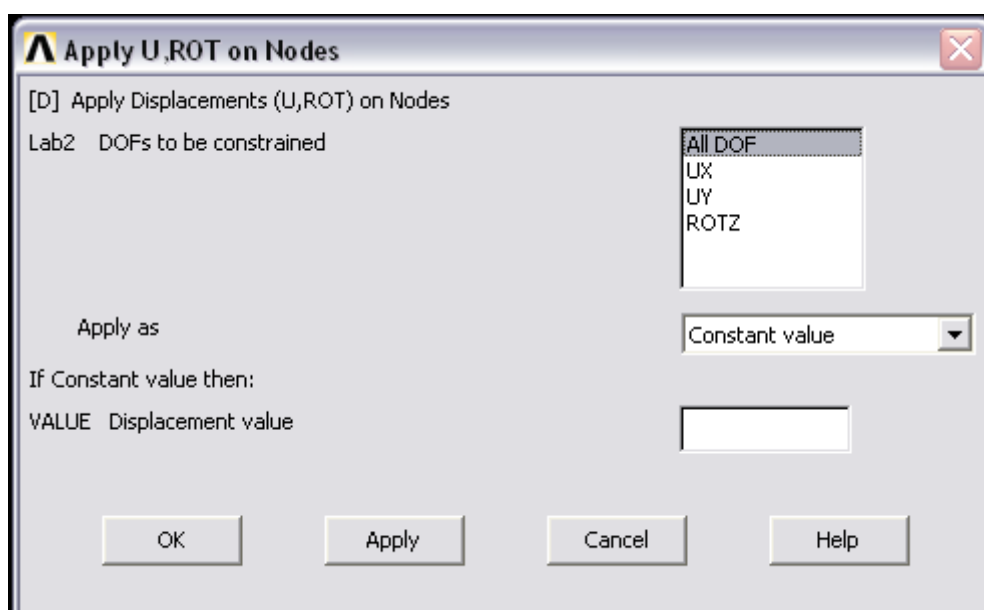 Apply U,ROT on Nodes
[D] Apply Displacements (U,ROT) on Nodes
Lab2 DOFs to be constrained
All DOF
UX
UY
ROTZ
Apply as
Constant value
If Constant value then:
VALUE Displacement value
OK Apply Cancel Help